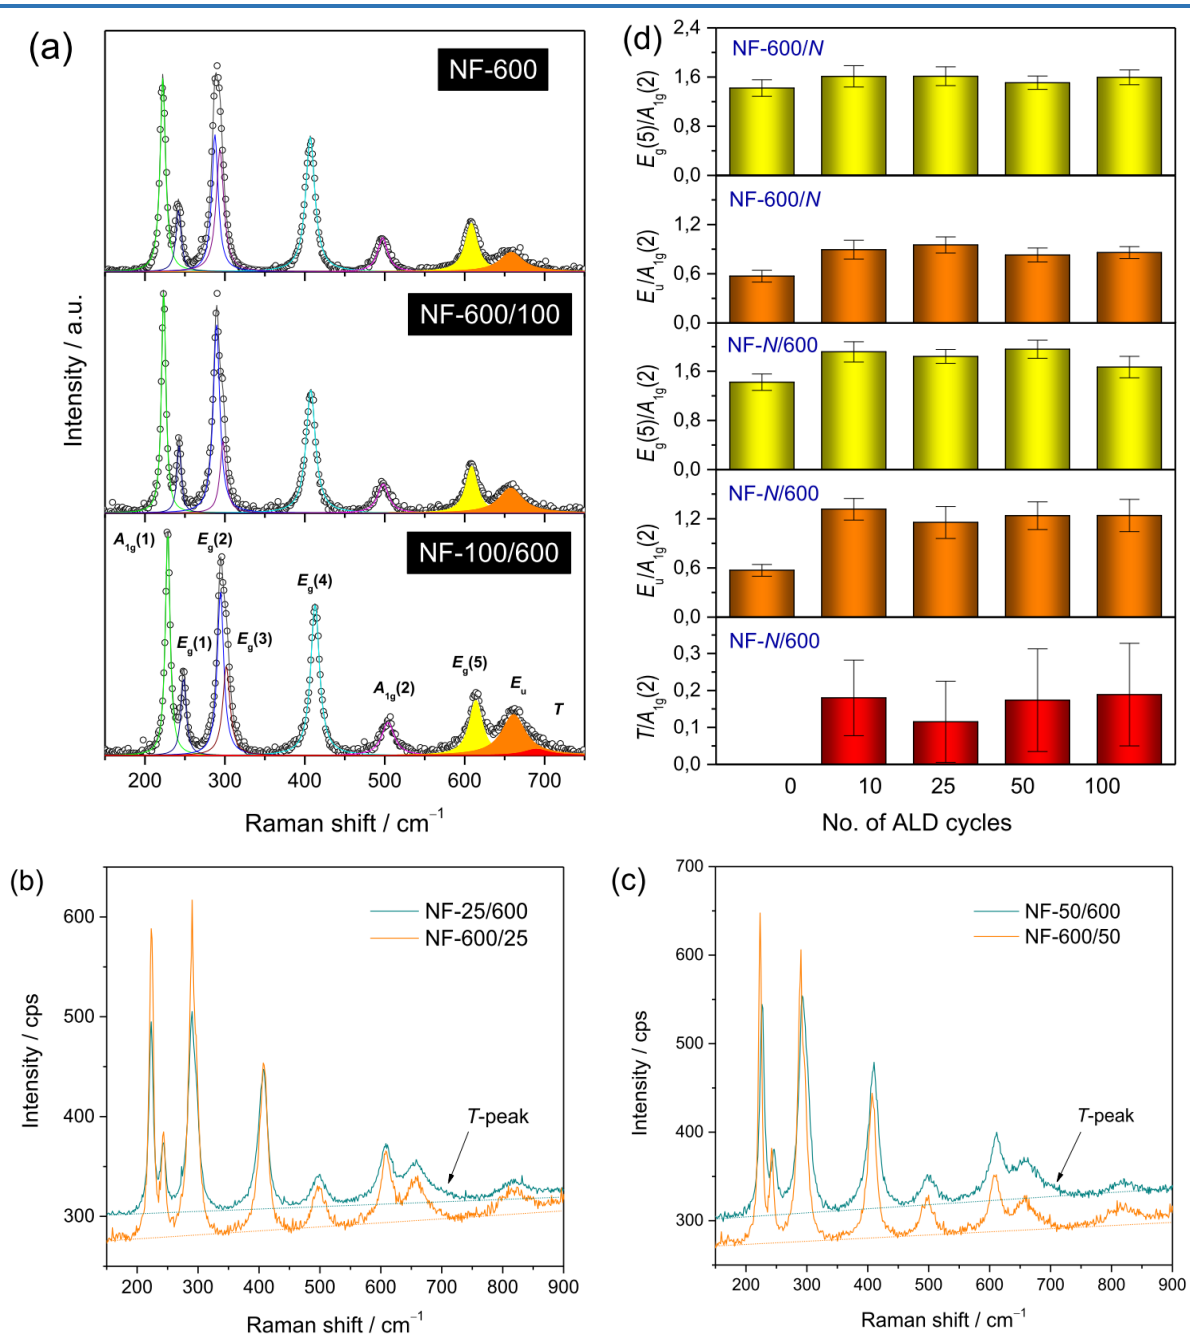 (a)
NF-600
NF-600/100
NF-100/600
A1g(1)
Eg(1)
Eg(2)
Eg(3)
Eg(4)
A1g(2)
Eg(5)
Eu
T
Intensity / a.u.
200 300 400 500 600 700
Raman shift / cm−1
(d)
NF-600/N
2,4
1,6
0,8
0,0
Eg(5)/A1g(2)
NF-600/N
1,2
0,6
0,0
Eu/A1g(2)
NF-N/600
1,6
0,8
0,0
Eg(5)/A1g(2)
NF-N/600
1,2
0,6
0,0
Eu/A1g(2)
NF-N/600
0,3
0,2
0,1
0,0
T/A1g(2)
0 10 25 50 100
No. of ALD cycles
(b)
NF-25/600
NF-600/25
T-peak
600
500
400
300
Intensity / cps
200 300 400 500 600 700 800 900
Raman shift / cm−1
(c)
NF-50/600
NF-600/50
T-peak
700
600
500
400
300
Intensity / cps
200 300 400 500 600 700 800 900
Raman shift / cm−1